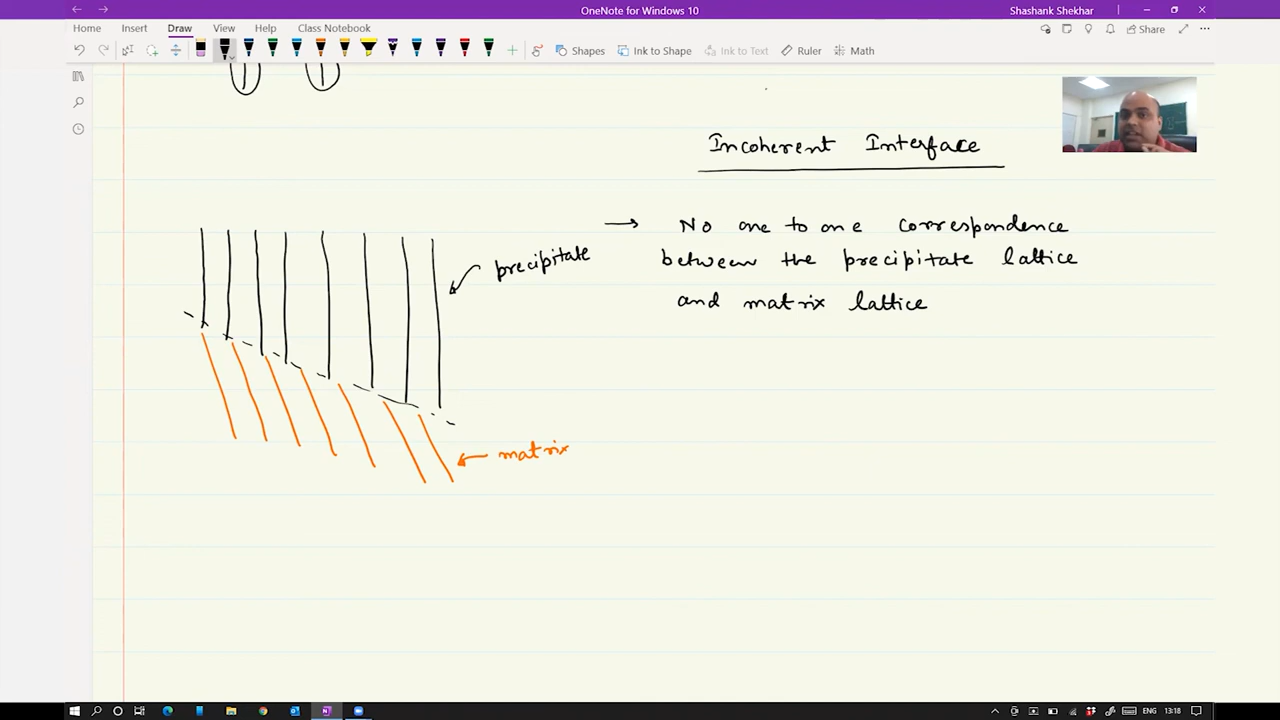 OneNote for Windows 10
Shashank Shekhar
Home Insert Draw View Help Class Notebook
Share
Shapes Ink to Shape Ink to Text Ruler Math
Incoherent Interface
→ No one to one correspondence
between the precipitate lattice
and matrix lattice
precipitate
matrix
ENG 13:18